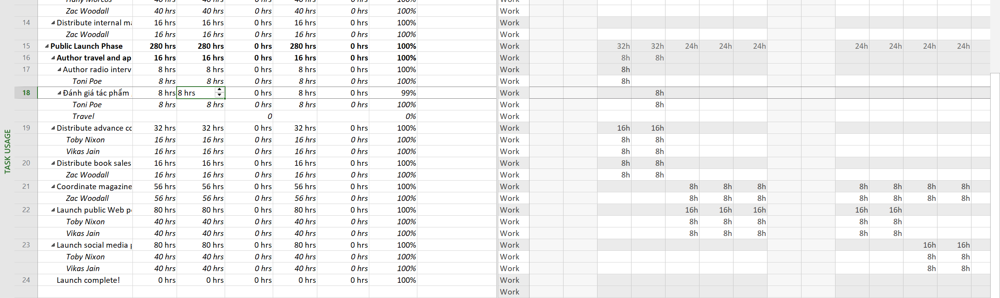 40 hrs 40 hrs 0 hrs 40 hrs 0 hrs 100% Work
Zac Woodall 40 hrs 40 hrs 0 hrs 40 hrs 0 hrs 100% Work
14 Distribute internal 16 hrs 16 hrs 0 hrs 16 hrs 0 hrs 100% Work
Zac Woodall 16 hrs 16 hrs 0 hrs 16 hrs 0 hrs 100% Work
15 Public Launch Phase 280 hrs 280 hrs 0 hrs 280 hrs 0 hrs 100% Work 32h 32h 24h 24h 24h 24h 24h 24h 24h
16 Author travel and ap 16 hrs 16 hrs 0 hrs 16 hrs 0 hrs 100% Work 8h 8h
17 Author radio interv 8 hrs 8 hrs 0 hrs 8 hrs 0 hrs 100% Work 8h
Toni Poe 8 hrs 8 hrs 0 hrs 8 hrs 0 hrs 100% Work 8h
18 Đánh giá tác phẩm 8 hrs 8 hrs 0 hrs 8 hrs 0 hrs 99% Work 8h
Toni Poe 8 hrs 8 hrs 0 hrs 8 hrs 0 hrs 100% Work 8h
Travel 0 0% Work
19 Distribute advance 32 hrs 32 hrs 0 hrs 32 hrs 0 hrs 100% Work 16h 16h
Toby Nixon 16 hrs 16 hrs 0 hrs 16 hrs 0 hrs 100% Work 8h 8h
Vikas Jain 16 hrs 16 hrs 0 hrs 16 hrs 0 hrs 100% Work 8h 8h
20 Distribute book sales 16 hrs 16 hrs 0 hrs 16 hrs 0 hrs 100% Work 8h 8h
Zac Woodall 16 hrs 16 hrs 0 hrs 16 hrs 0 hrs 100% Work 8h 8h
21 Coordinate magazine 56 hrs 56 hrs 0 hrs 56 hrs 0 hrs 100% Work 8h 8h 8h 8h 8h 8h 8h
Zac Woodall 56 hrs 56 hrs 0 hrs 56 hrs 0 hrs 100% Work 8h 8h 8h 8h 8h 8h 8h
22 Launch public Web 80 hrs 80 hrs 0 hrs 80 hrs 0 hrs 100% Work 16h 16h 16h 16h 16h
Toby Nixon 40 hrs 40 hrs 0 hrs 40 hrs 0 hrs 100% Work 8h 8h 8h 8h 8h
Vikas Jain 40 hrs 40 hrs 0 hrs 40 hrs 0 hrs 100% Work 8h 8h 8h 8h 8h
23 Launch social media 80 hrs 80 hrs 0 hrs 80 hrs 0 hrs 100% Work 16h 16h
Toby Nixon 40 hrs 40 hrs 0 hrs 40 hrs 0 hrs 100% Work 8h 8h
Vikas Jain 40 hrs 40 hrs 0 hrs 40 hrs 0 hrs 100% Work 8h 8h
24 Launch complete! 0 hrs 0 hrs 0 hrs 0 hrs 0 hrs 100% Work
Work
TASK USAGE